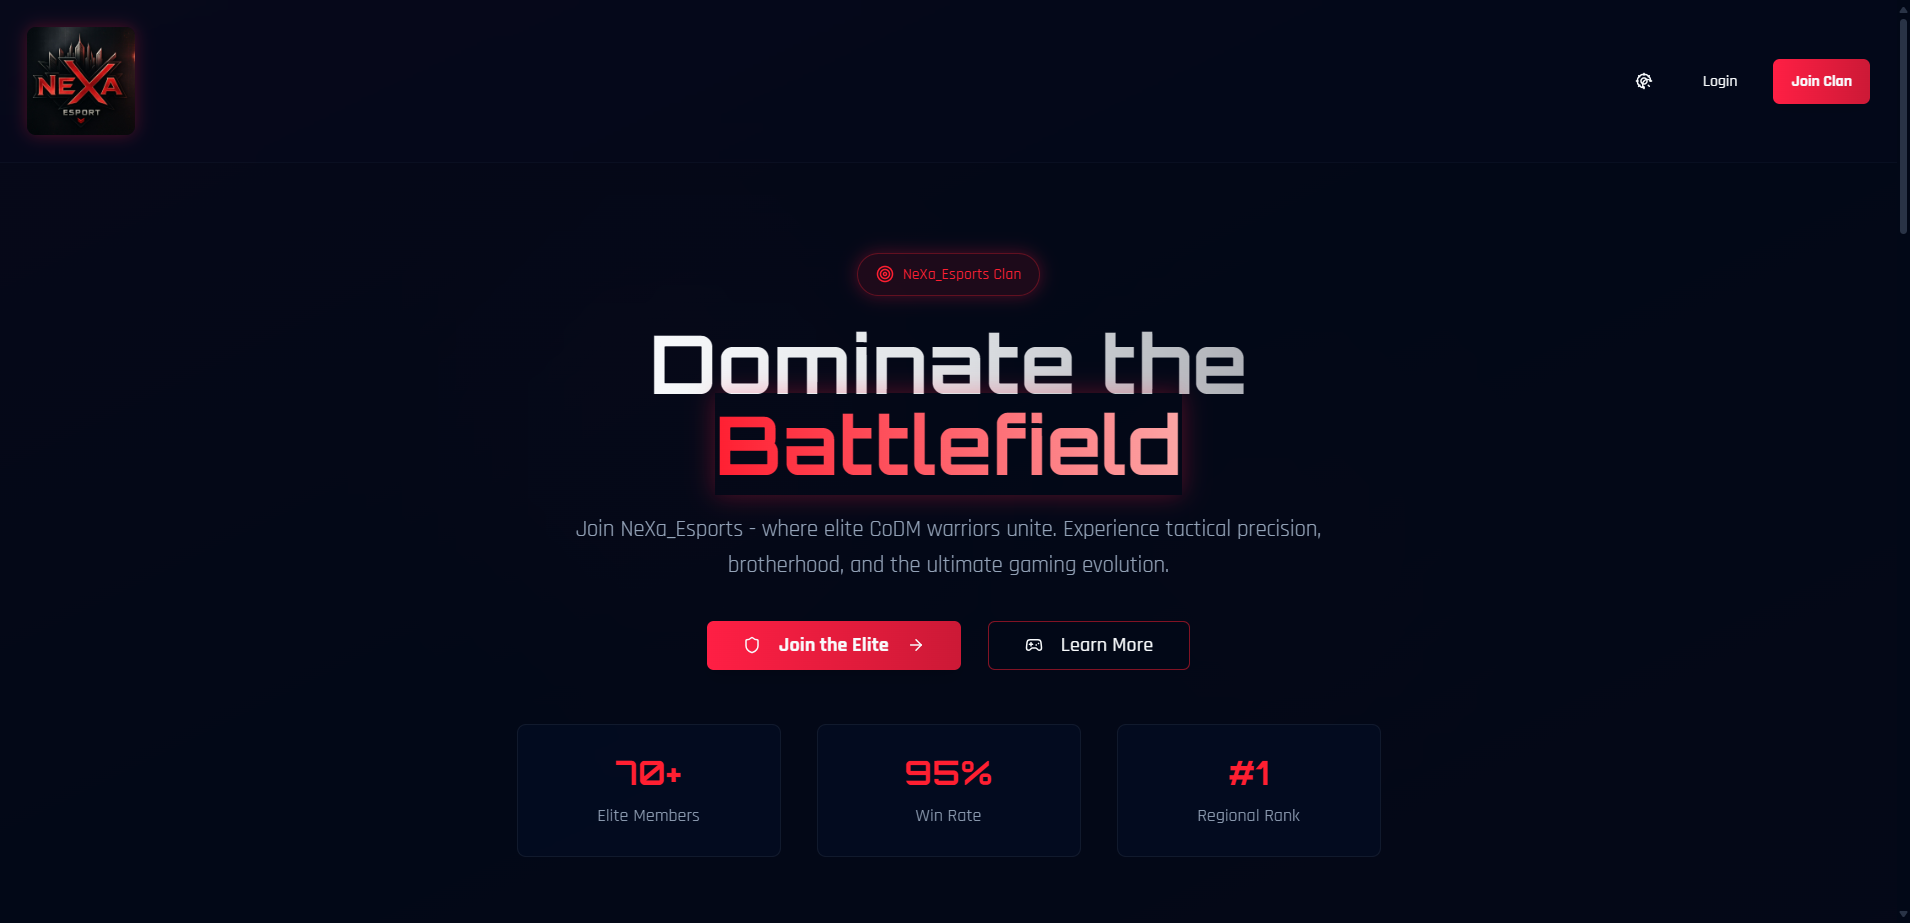 NEXA
ESPORT
Login
Join Clan
NeXa_Esports Clan
Dominate the
Battlefield
Join NeXa_Esports - where elite CoDM warriors unite. Experience tactical precision,
brotherhood, and the ultimate gaming evolution.
Join the Elite
Learn More
70+
Elite Members
95%
Win Rate
#1
Regional Rank